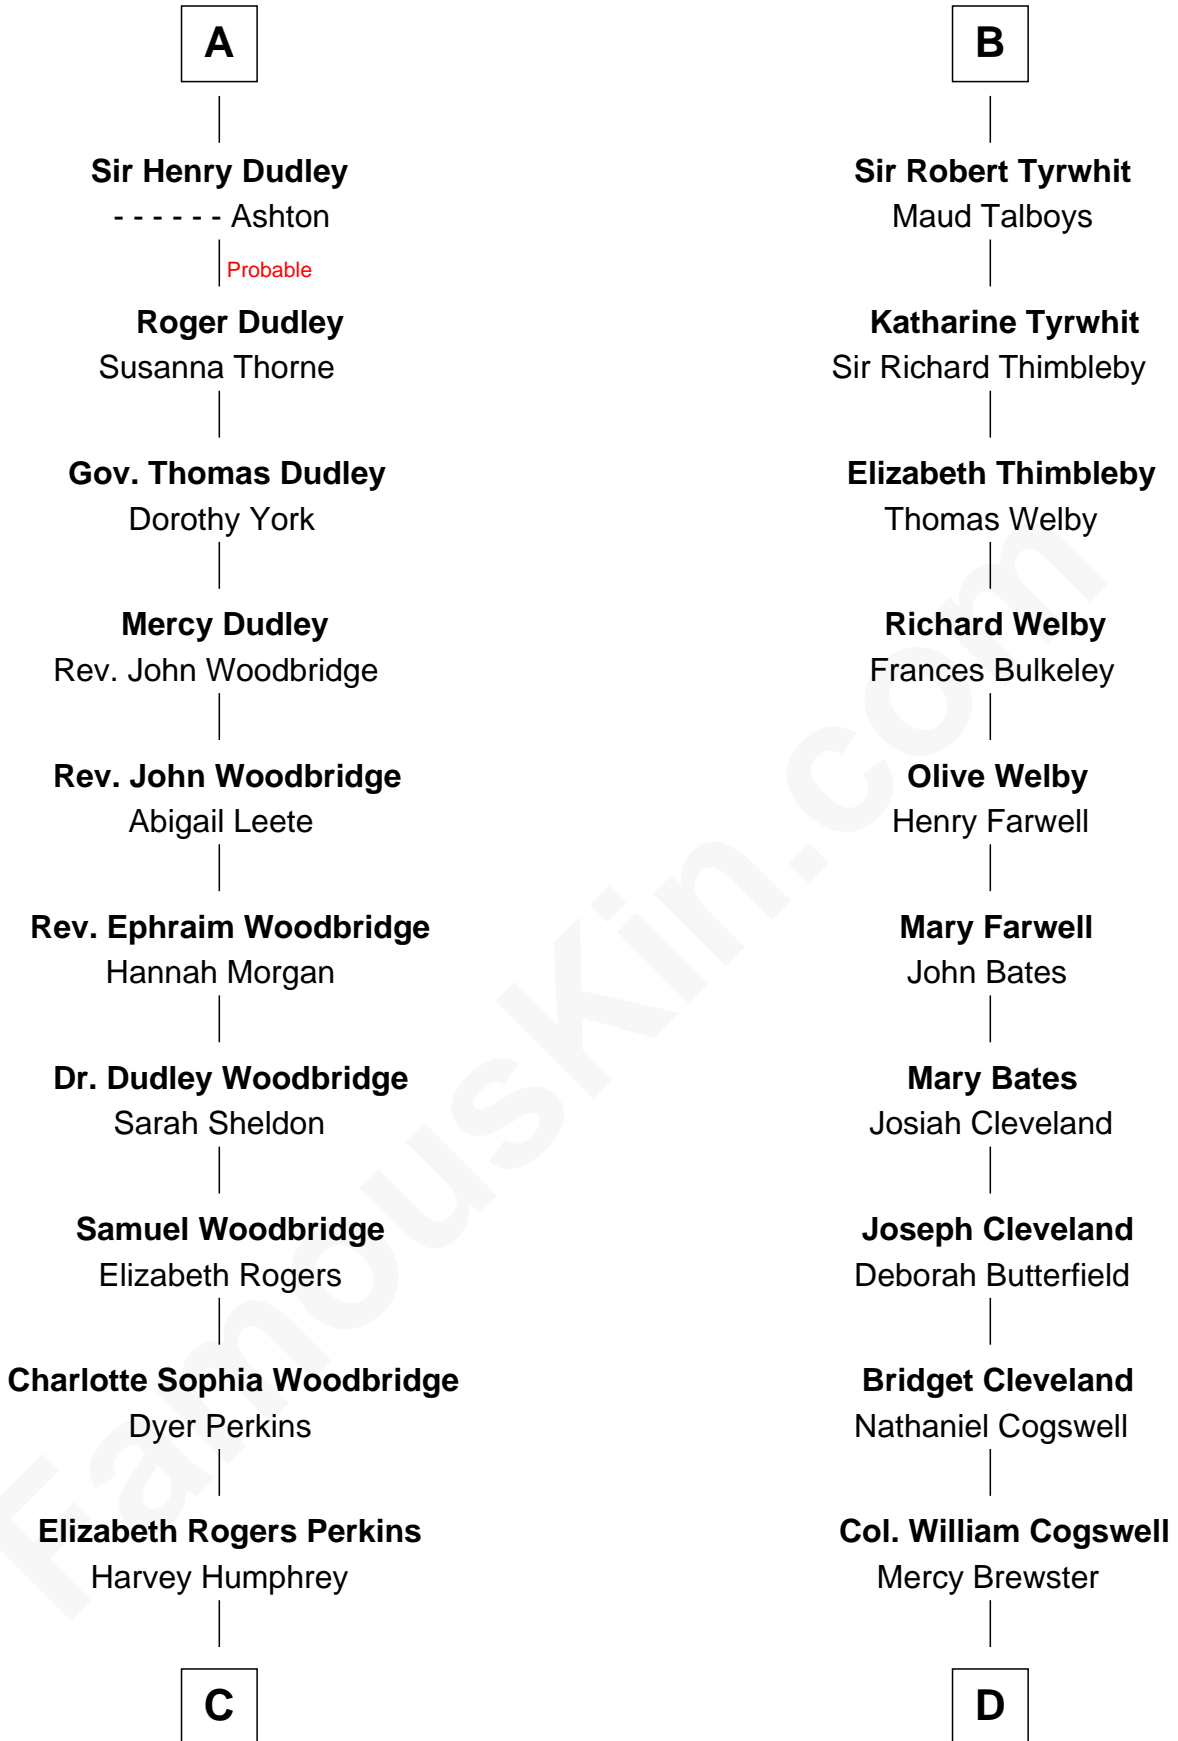 A
Sir Henry Dudley
- - - - - - Ashton
Probable
Roger Dudley
Susanna Thorne
Gov. Thomas Dudley
Dorothy York
Mercy Dudley
Rev. John Woodbridge
Rev. John Woodbridge
Abigail Leete
Rev. Ephraim Woodbridge
Hannah Morgan
Dr. Dudley Woodbridge
Sarah Sheldon
Samuel Woodbridge
Elizabeth Rogers
Charlotte Sophia Woodbridge
Dyer Perkins
Elizabeth Rogers Perkins
Harvey Humphrey
C
B
Sir Robert Tyrwhit
Maud Talboys
Katharine Tyrwhit
Sir Richard Thimbleby
Elizabeth Thimbleby
Thomas Welby
Richard Welby
Frances Bulkeley
Olive Welby
Henry Farwell
Mary Farwell
John Bates
Mary Bates
Josiah Cleveland
Joseph Cleveland
Deborah Butterfield
Bridget Cleveland
Nathaniel Cogswell
Col. William Cogswell
Mercy Brewster
D
FamousKin.com